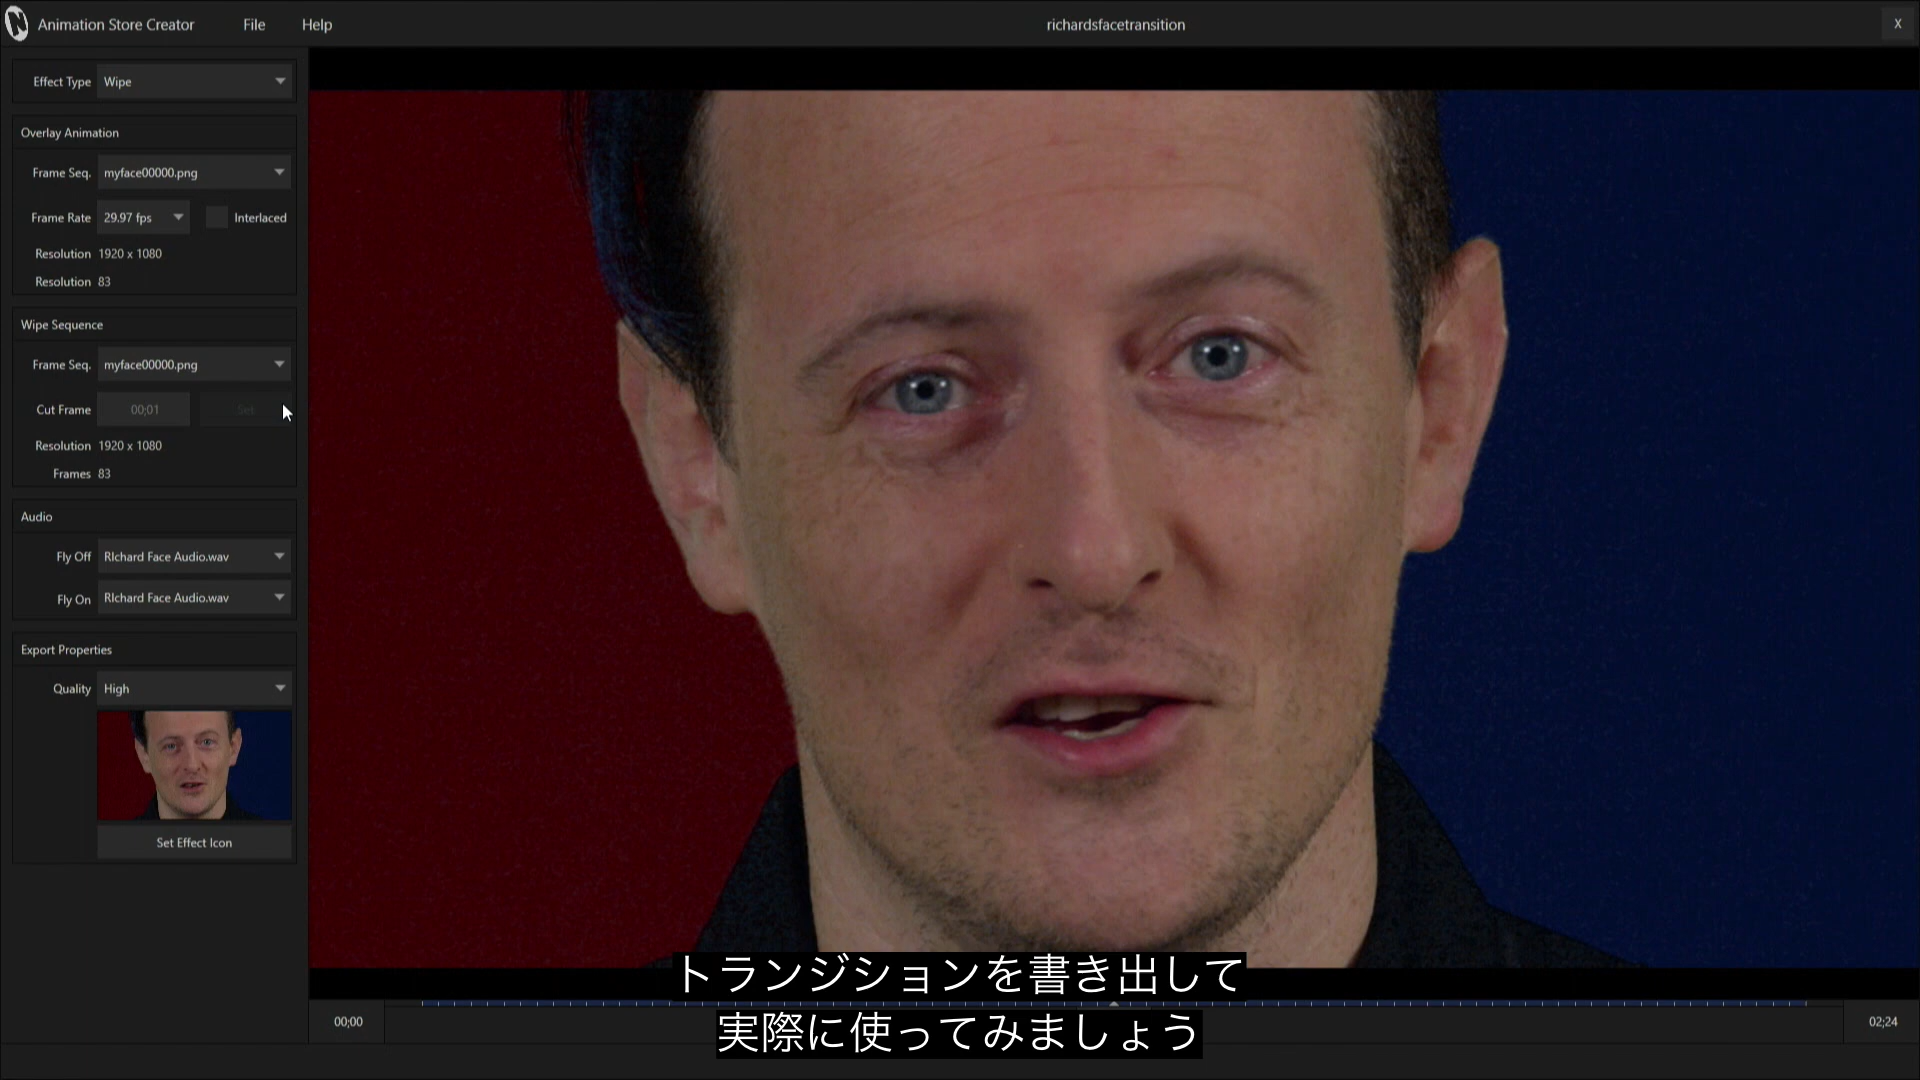 Animation Store Creator
File
Help
richardsfacetransition
X
Effect Type Wipe
Overlay Animation
Frame Seq. myface00000.png
Frame Rate 29.97 fps Interlaced
Resolution 1920 x 1080
Resolution 83
Wipe Sequence
Frame Seq. myface00000.png
Cut Frame 00;01 Set
Resolution 1920 x 1080
Frames 83
Audio
Fly Off RIchard Face Audio.wav
Fly On RIchard Face Audio.wav
Export Properties
Quality High
Set Effect Icon
トランジションを書き出して
実際に使ってみましょう
00;00
02;24